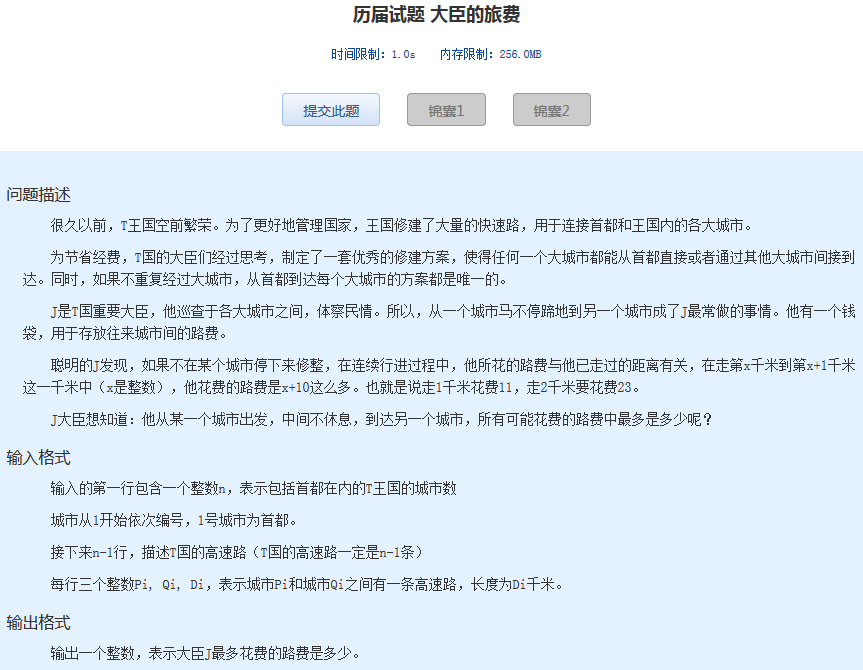 历届试题 大臣的旅费
时间限制：1.0s 内存限制：256.0MB
提交此题 锦囊1 锦囊2
问题描述
很久以前，T王国空前繁荣。为了更好地管理国家，王国修建了大量的快速路，用于连接首都和王国内的各大城市。
为节省经费，T国的大臣们经过思考，制定了一套优秀的修建方案，使得任何一个大城市都能从首都直接或者通过其他大城市间接到
达。同时，如果不重复经过大城市，从首都到达每个大城市的方案都是唯一的。
J是T国重要大臣，他巡查于各大城市之间，体察民情。所以，从一个城市马不停蹄地到另一个城市成了J最常做的事情。他有一个钱
袋，用于存放往来城市间的路费。
聪明的J发现，如果不在某个城市停下来修整，在连续行进过程中，他所花的路费与他已走过的距离有关，在走第x千米到第x+1千米
这一千米中（x是整数），他花费的路费是x+10这么多。也就是说走1千米花费11，走2千米要花费23。
J大臣想知道：他从某一个城市出发，中间不休息，到达另一个城市，所有可能花费的路费中最多是多少呢？
输入格式
输入的第一行包含一个整数n，表示包括首都在内的T王国的城市数
城市从1开始依次编号，1号城市为首都。
接下来n-1行，描述T国的高速路（T国的高速路一定是n-1条）
每行三个整数Pi, Qi, Di，表示城市Pi和城市Qi之间有一条高速路，长度为Di千米。
输出格式
输出一个整数，表示大臣J最多花费的路费是多少。